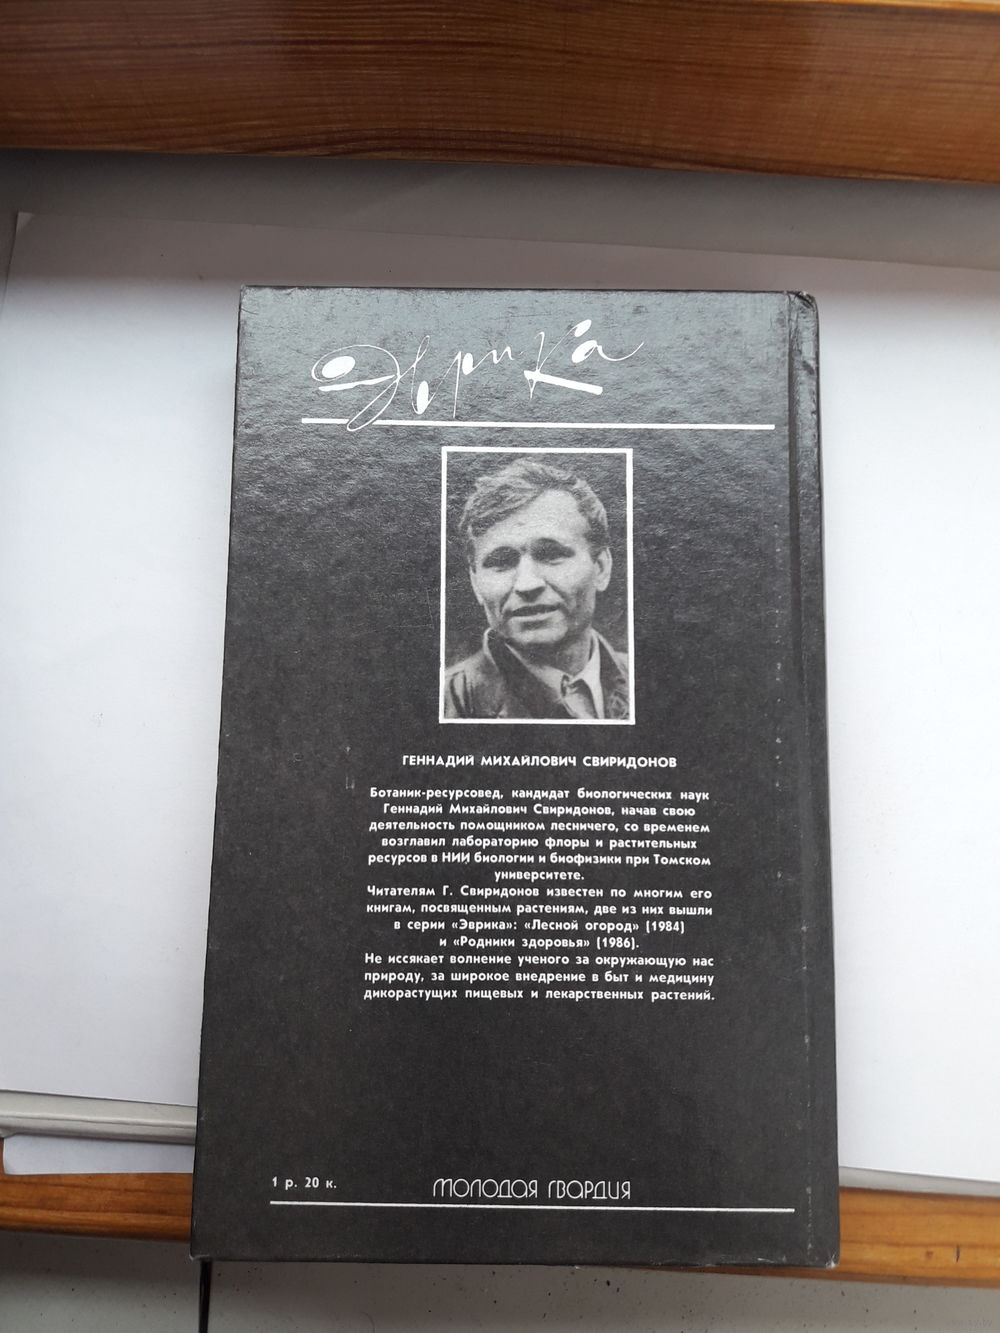 Эврика
ГЕННАДИЙ МИХАЙЛОВИЧ СВИРИДОНОВ
Ботаник-ресурсовед, кандидат биологических наук
Геннадий Михайлович Свиридонов, начав свою
деятельность помощником лесничего, со временем
возглавил лабораторию флоры и растительных
ресурсов в НИИ биологии и биофизики при Томском
университете.
Читателям Г. Свиридонов известен по многим его
книгам, посвященным растениям, две из них вышли
в серии «Эврика»: «Лесной огород» (1984)
и «Родники здоровья» (1986).
Не иссякает волнение ученого за окружающую нас
природу, за широкое внедрение в быт и медицину
дикорастущих пищевых и лекарственных растений.
1 р. 20 к.
МОЛОДАЯ ГВАРДИЯ